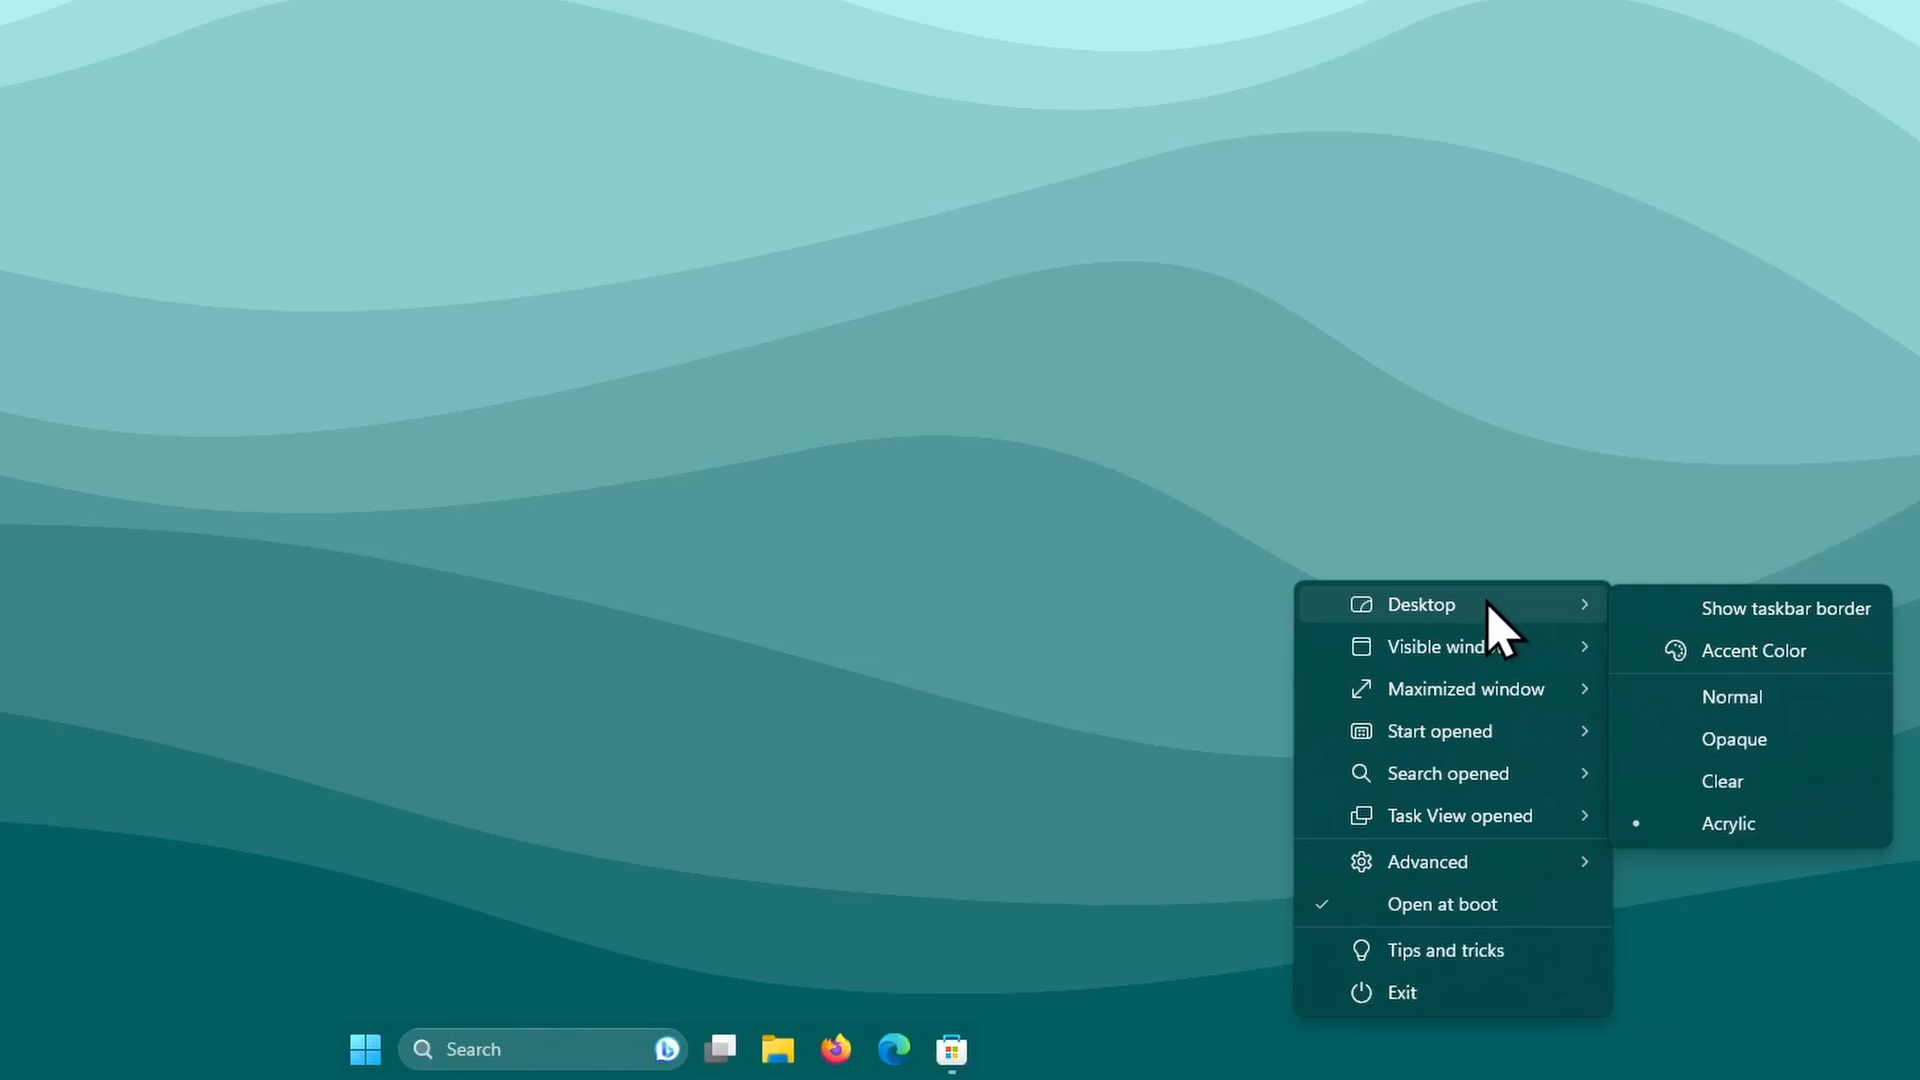 Desktop
Visible wind
Maximized window
Start opened
Search opened
Task View opened
Advanced
Open at boot
Tips and tricks
Exit
Show taskbar border
Accent Color
Normal
Opaque
Clear
Acrylic
Search